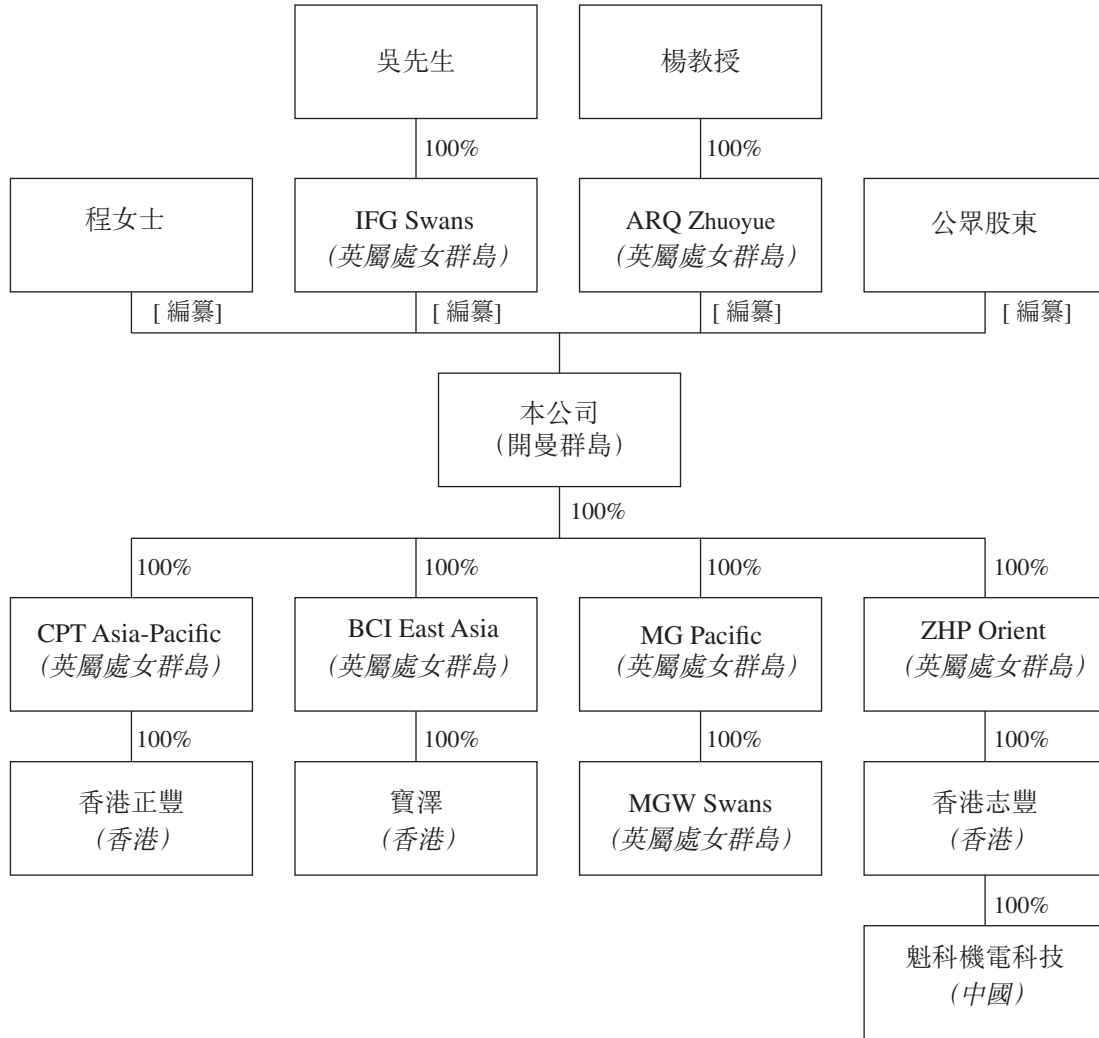 吳先生
楊教授
100%
100%
程女士
IFG Swans
(英屬處女群島)
ARQ Zhuoyue
(英屬處女群島)
公眾股東
[編纂]
[編纂]
[編纂]
[編纂]
本公司
(開曼群島)
100%
100%
100%
100%
100%
CPT Asia-Pacific
(英屬處女群島)
BCI East Asia
(英屬處女群島)
MG Pacific
(英屬處女群島)
ZHP Orient
(英屬處女群島)
100%
100%
100%
100%
香港正豐
(香港)
寶澤
(香港)
MGW Swans
(英屬處女群島)
香港志豐
(香港)
100%
魁科機電科技
(中國)